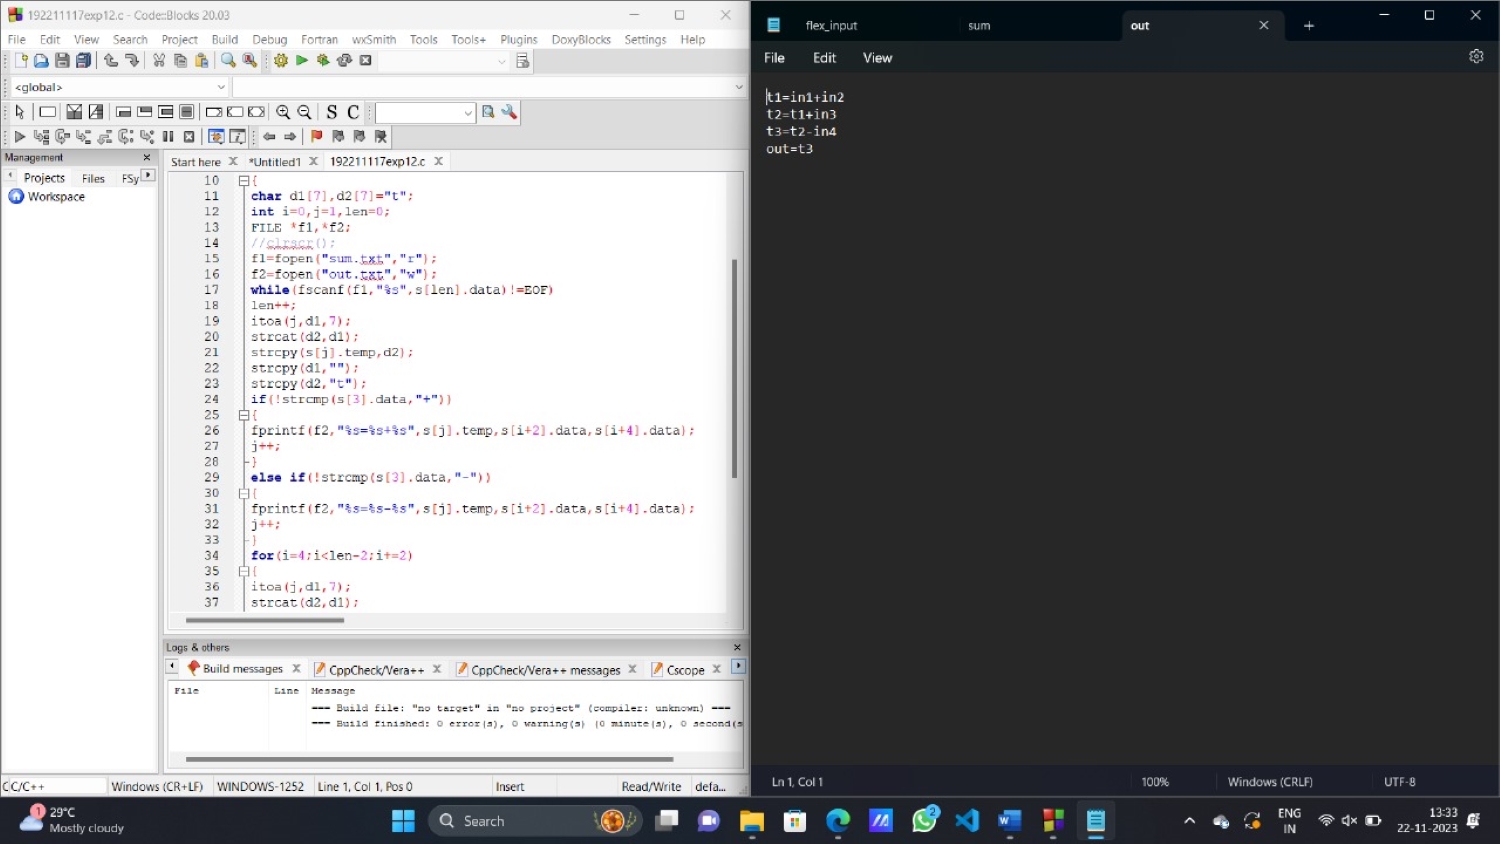 192211117exp12.c - Code::Blocks 20.03
File Edit View Search Project Build Debug Fortran wxSmith Tools Tools+ Plugins DoxyBlocks Settings Help
<global>
S C
Management
Projects Files FSy
Workspace
Start here *Untitled1 192211117exp12.c
10 {
11 char d1[7],d2[7]="t";
12 int i=0,j=1,len=0;
13 FILE *f1,*f2;
14 //clrscr();
15 f1=fopen("sum.txt","r");
16 f2=fopen("out.txt","w");
17 while(fscanf(f1,"%s",s[len].data)!=EOF)
18 len++;
19 itoa(j,d1,7);
20 strcat(d2,d1);
21 strcpy(s[j].temp,d2);
22 strcpy(d1,"");
23 strcpy(d2,"t");
24 if(!strcmp(s[3].data,"+"))
25 {
26 fprintf(f2,"%s=%s+%s",s[j].temp,s[i+2].data,s[i+4].data);
27 j++;
28 }
29 else if(!strcmp(s[3].data,"-"))
30 {
31 fprintf(f2,"%s=%s-%s",s[j].temp,s[i+2].data,s[i+4].data);
32 j++;
33 }
34 for(i=4;i<len-2;i+=2)
35 {
36 itoa(j,d1,7);
37 strcat(d2,d1);
Logs & others
Build messages CppCheck/Vera++ CppCheck/Vera++ messages Cscope
File Line Message
=== Build file: "no target" in "no project" (compiler: unknown) ===
=== Build finished: 0 error(s), 0 warning(s) (0 minute(s), 0 second(s
C/C++ Windows (CR+LF) WINDOWS-1252 Line 1, Col 1, Pos 0 Insert Read/Write defa...
flex_input sum out
File Edit View
t1=in1+in2
t2=t1+in3
t3=t2-in4
out=t3
Ln 1, Col 1 100% Windows (CRLF) UTF-8
1
29°C
Mostly cloudy
Search
2
ENG
IN
13:33
22-11-2023